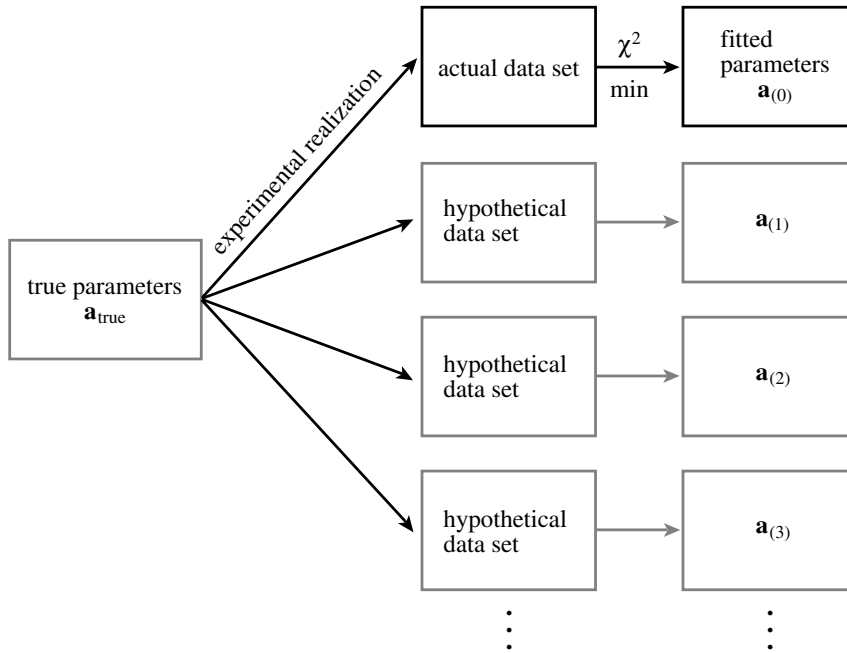 actual data set
χ²
min
fitted
parameters
a₍₀₎
experimental realization
hypothetical
data set
a₍₁₎
true parameters
a_true
hypothetical
data set
a₍₂₎
hypothetical
data set
a₍₃₎